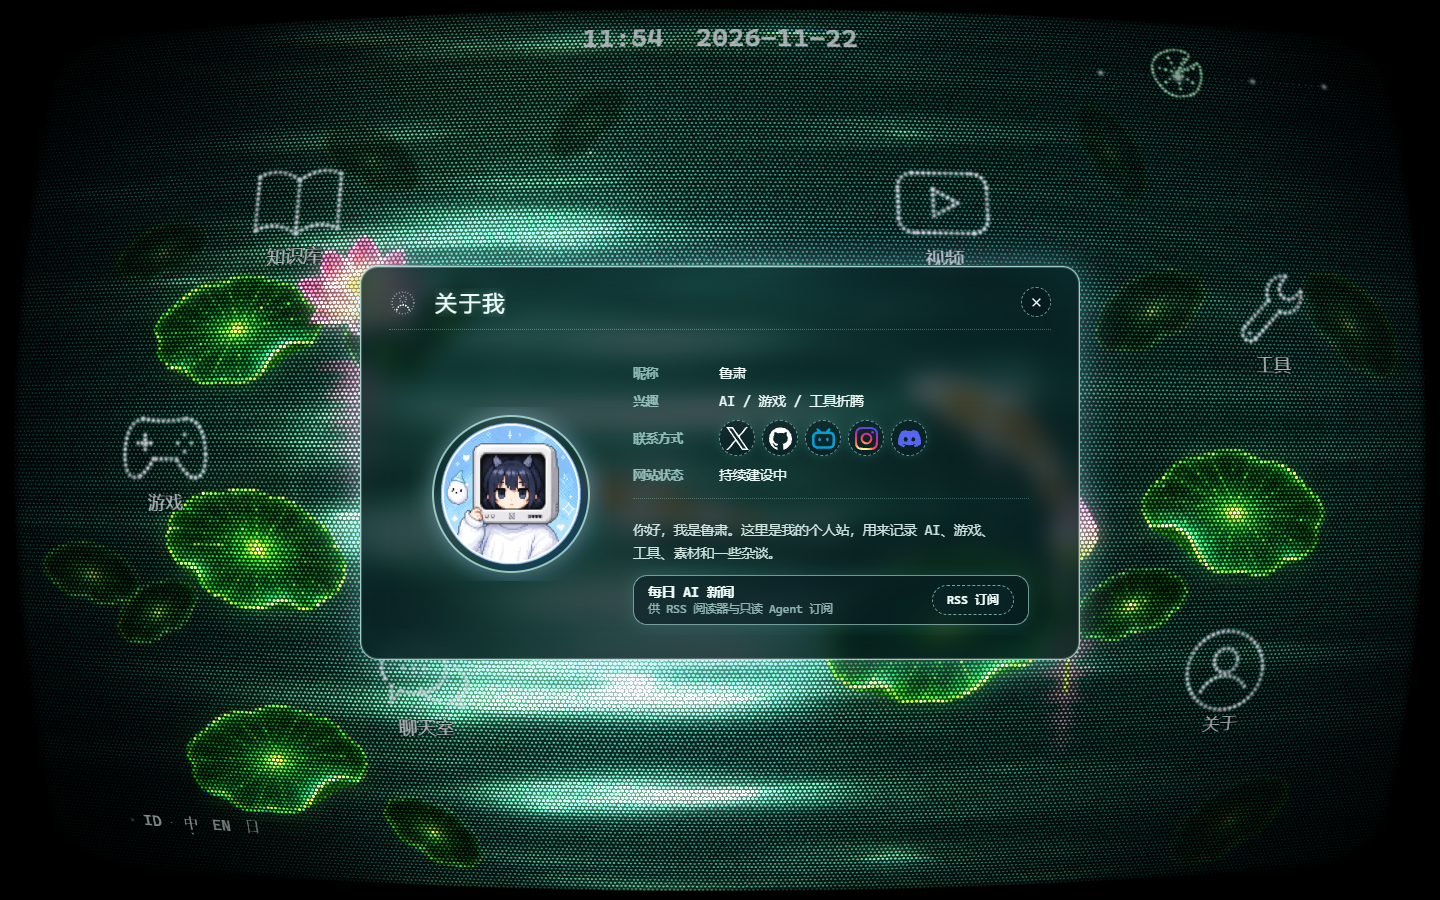 11:54 2026-11-22
知识库
视频
工具
游戏
关于我
昵称 鲁肃
兴趣 AI / 游戏 / 工具折腾
联系方式
网站状态 持续建设中
你好，我是鲁肃。这里是我的个人站，用来记录 AI、游戏、
工具、素材和一些杂谈。
每日 AI 新闻
供 RSS 阅读器与只读 Agent 订阅
RSS 订阅
聊天室
关于
ID 中 EN 日